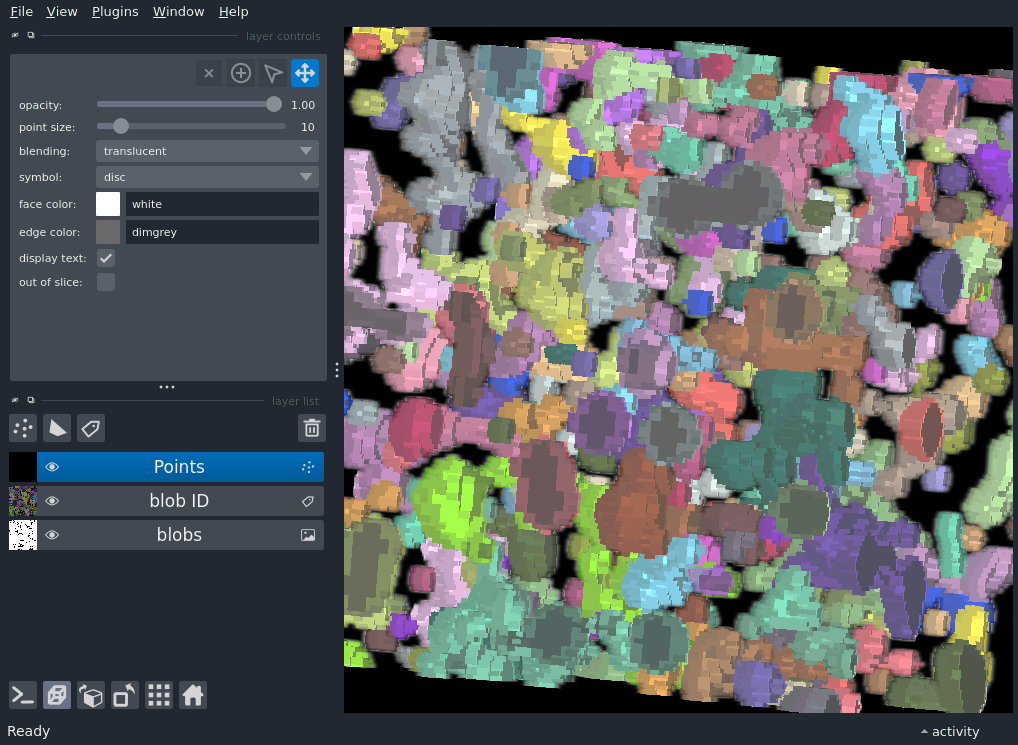 File View Plugins Window Help
layer controls
opacity: 1.00
point size: 10
blending: translucent
symbol: disc
face color: white
edge color: dimgrey
display text:
out of slice:
layer list
Points
blob ID
blobs
Ready
activity